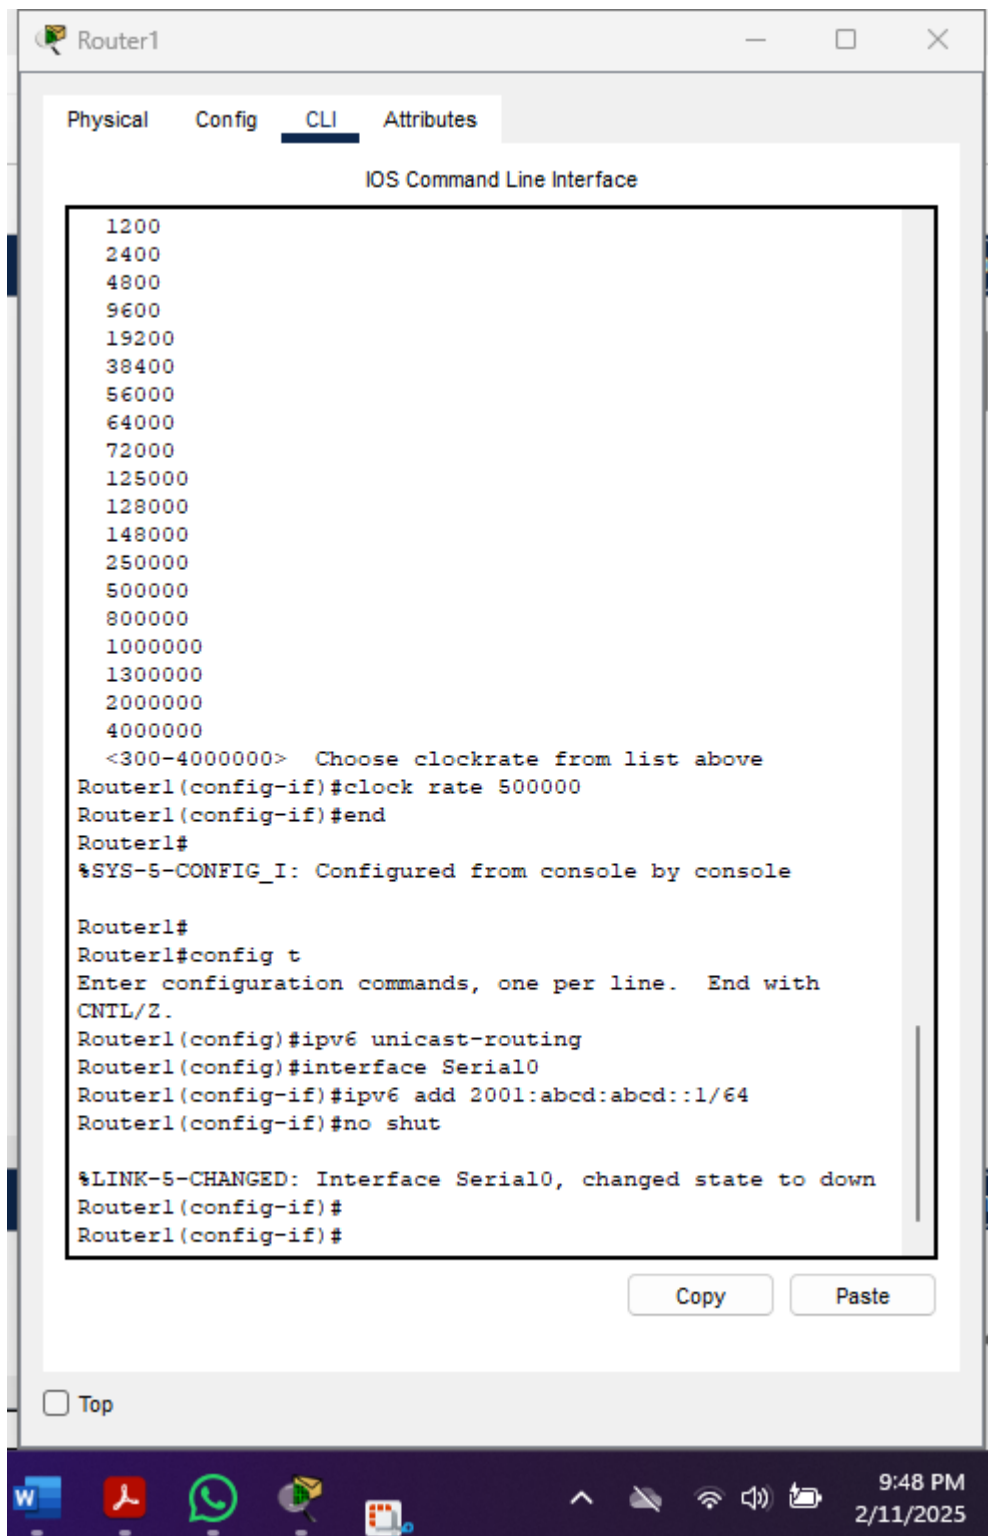 Router1
Physical Config CLI Attributes
IOS Command Line Interface
1200
2400
4800
9600
19200
38400
56000
64000
72000
125000
128000
148000
250000
500000
800000
1000000
1300000
2000000
4000000
<300-4000000> Choose clockrate from list above
Router1(config-if)#clock rate 500000
Router1(config-if)#end
Router1#
%SYS-5-CONFIG_I: Configured from console by console
Router1#
Router1#config t
Enter configuration commands, one per line. End with
CNTL/Z.
Router1(config)#ipv6 unicast-routing
Router1(config)#interface Serial0
Router1(config-if)#ipv6 add 2001:abcd:abcd::1/64
Router1(config-if)#no shut
%LINK-5-CHANGED: Interface Serial0, changed state to down
Router1(config-if)#
Router1(config-if)#
Copy Paste
Top
W
9:48 PM
2/11/2025